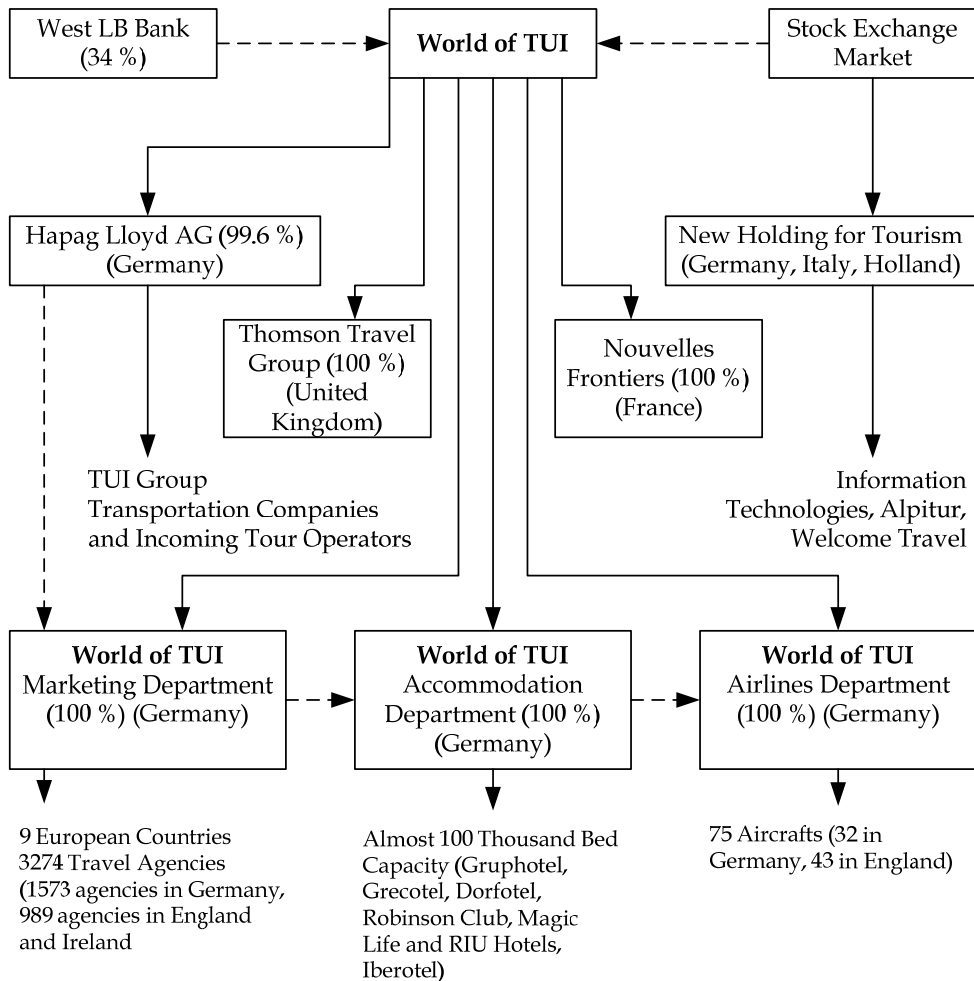 West LB Bank
(34 %)
World of TUI
Stock Exchange
Market
Hapag Lloyd AG (99.6 %)
(Germany)
New Holding for Tourism
(Germany, Italy, Holland)
Thomson Travel
Group (100 %)
(United
Kingdom)
Nouvelles
Frontiers (100 %)
(France)
TUI Group
Transportation Companies
and Incoming Tour Operators
Information
Technologies, Alpitur,
Welcome Travel
World of TUI
Marketing Department
(100 %) (Germany)
World of TUI
Accommodation
Department (100 %)
(Germany)
World of TUI
Airlines Department
(100 %) (Germany)
9 European Countries
3274 Travel Agencies
(1573 agencies in Germany,
989 agencies in England
and Ireland
Almost 100 Thousand Bed
Capacity (Gruphotel,
Grecotel, Dorfotel,
Robinson Club, Magic
Life and RIU Hotels,
Iberotel)
75 Aircrafts (32 in
Germany, 43 in England)